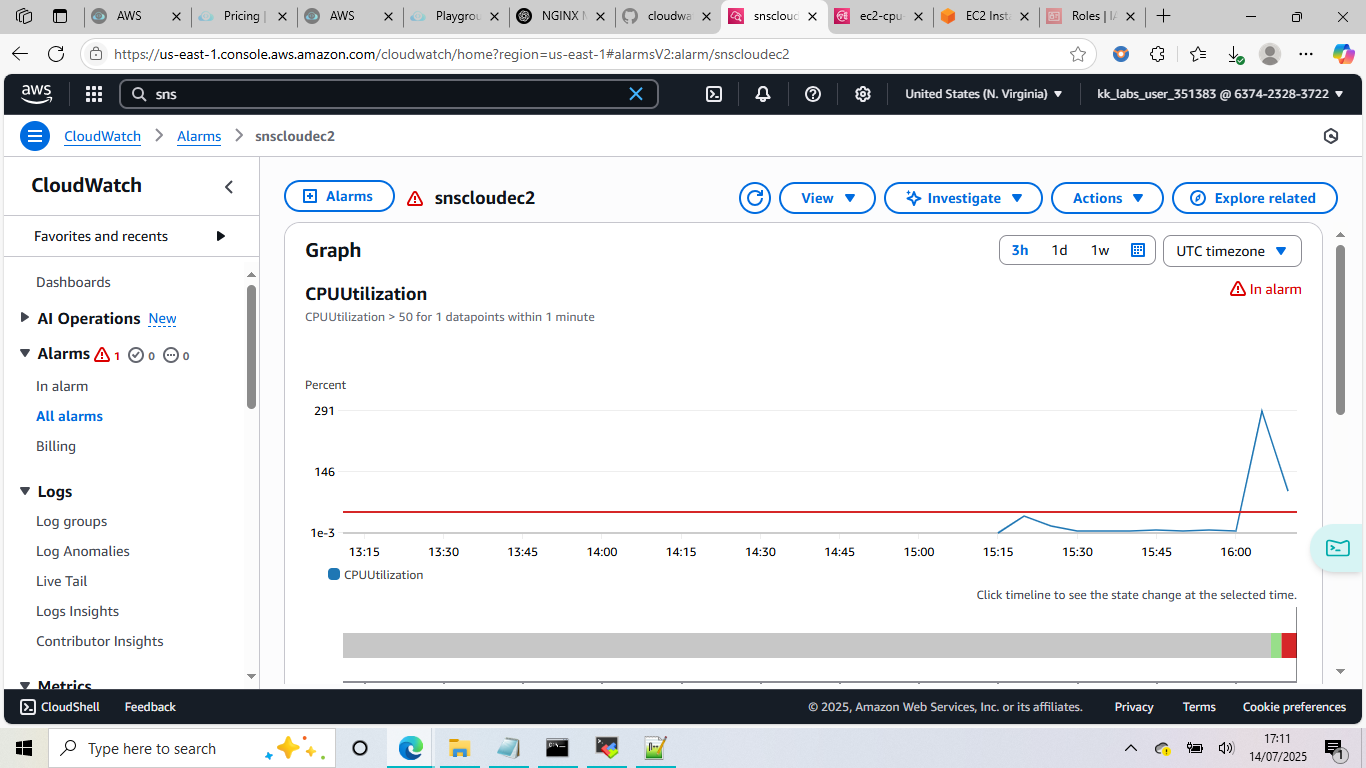 AWS
Pricing |
AWS
Playgrou
NGINX M
cloudwa
snscloud
ec2-cpu-
EC2 Inst
Roles | IA
https://us-east-1.console.aws.amazon.com/cloudwatch/home?region=us-east-1#alarmsV2:alarm/snscloudec2
aws
sns
United States (N. Virginia)
kk_labs_user_351383 @ 6374-2328-3722
CloudWatch
Alarms
snscloudec2
CloudWatch
Favorites and recents
Dashboards
AI Operations New
Alarms 1 0 0
In alarm
All alarms
Billing
Logs
Log groups
Log Anomalies
Live Tail
Logs Insights
Contributor Insights
Metrics
Alarms
snscloudec2
View
Investigate
Actions
Explore related
Graph
3h 1d 1w
UTC timezone
CPUUtilization
In alarm
CPUUtilization > 50 for 1 datapoints within 1 minute
Percent
291
146
1e-3
13:15 13:30 13:45 14:00 14:15 14:30 14:45 15:00 15:15 15:30 15:45 16:00
CPUUtilization
Click timeline to see the state change at the selected time.
CloudShell
Feedback
© 2025, Amazon Web Services, Inc. or its affiliates.
Privacy
Terms
Cookie preferences
Type here to search
17:11
14/07/2025
1